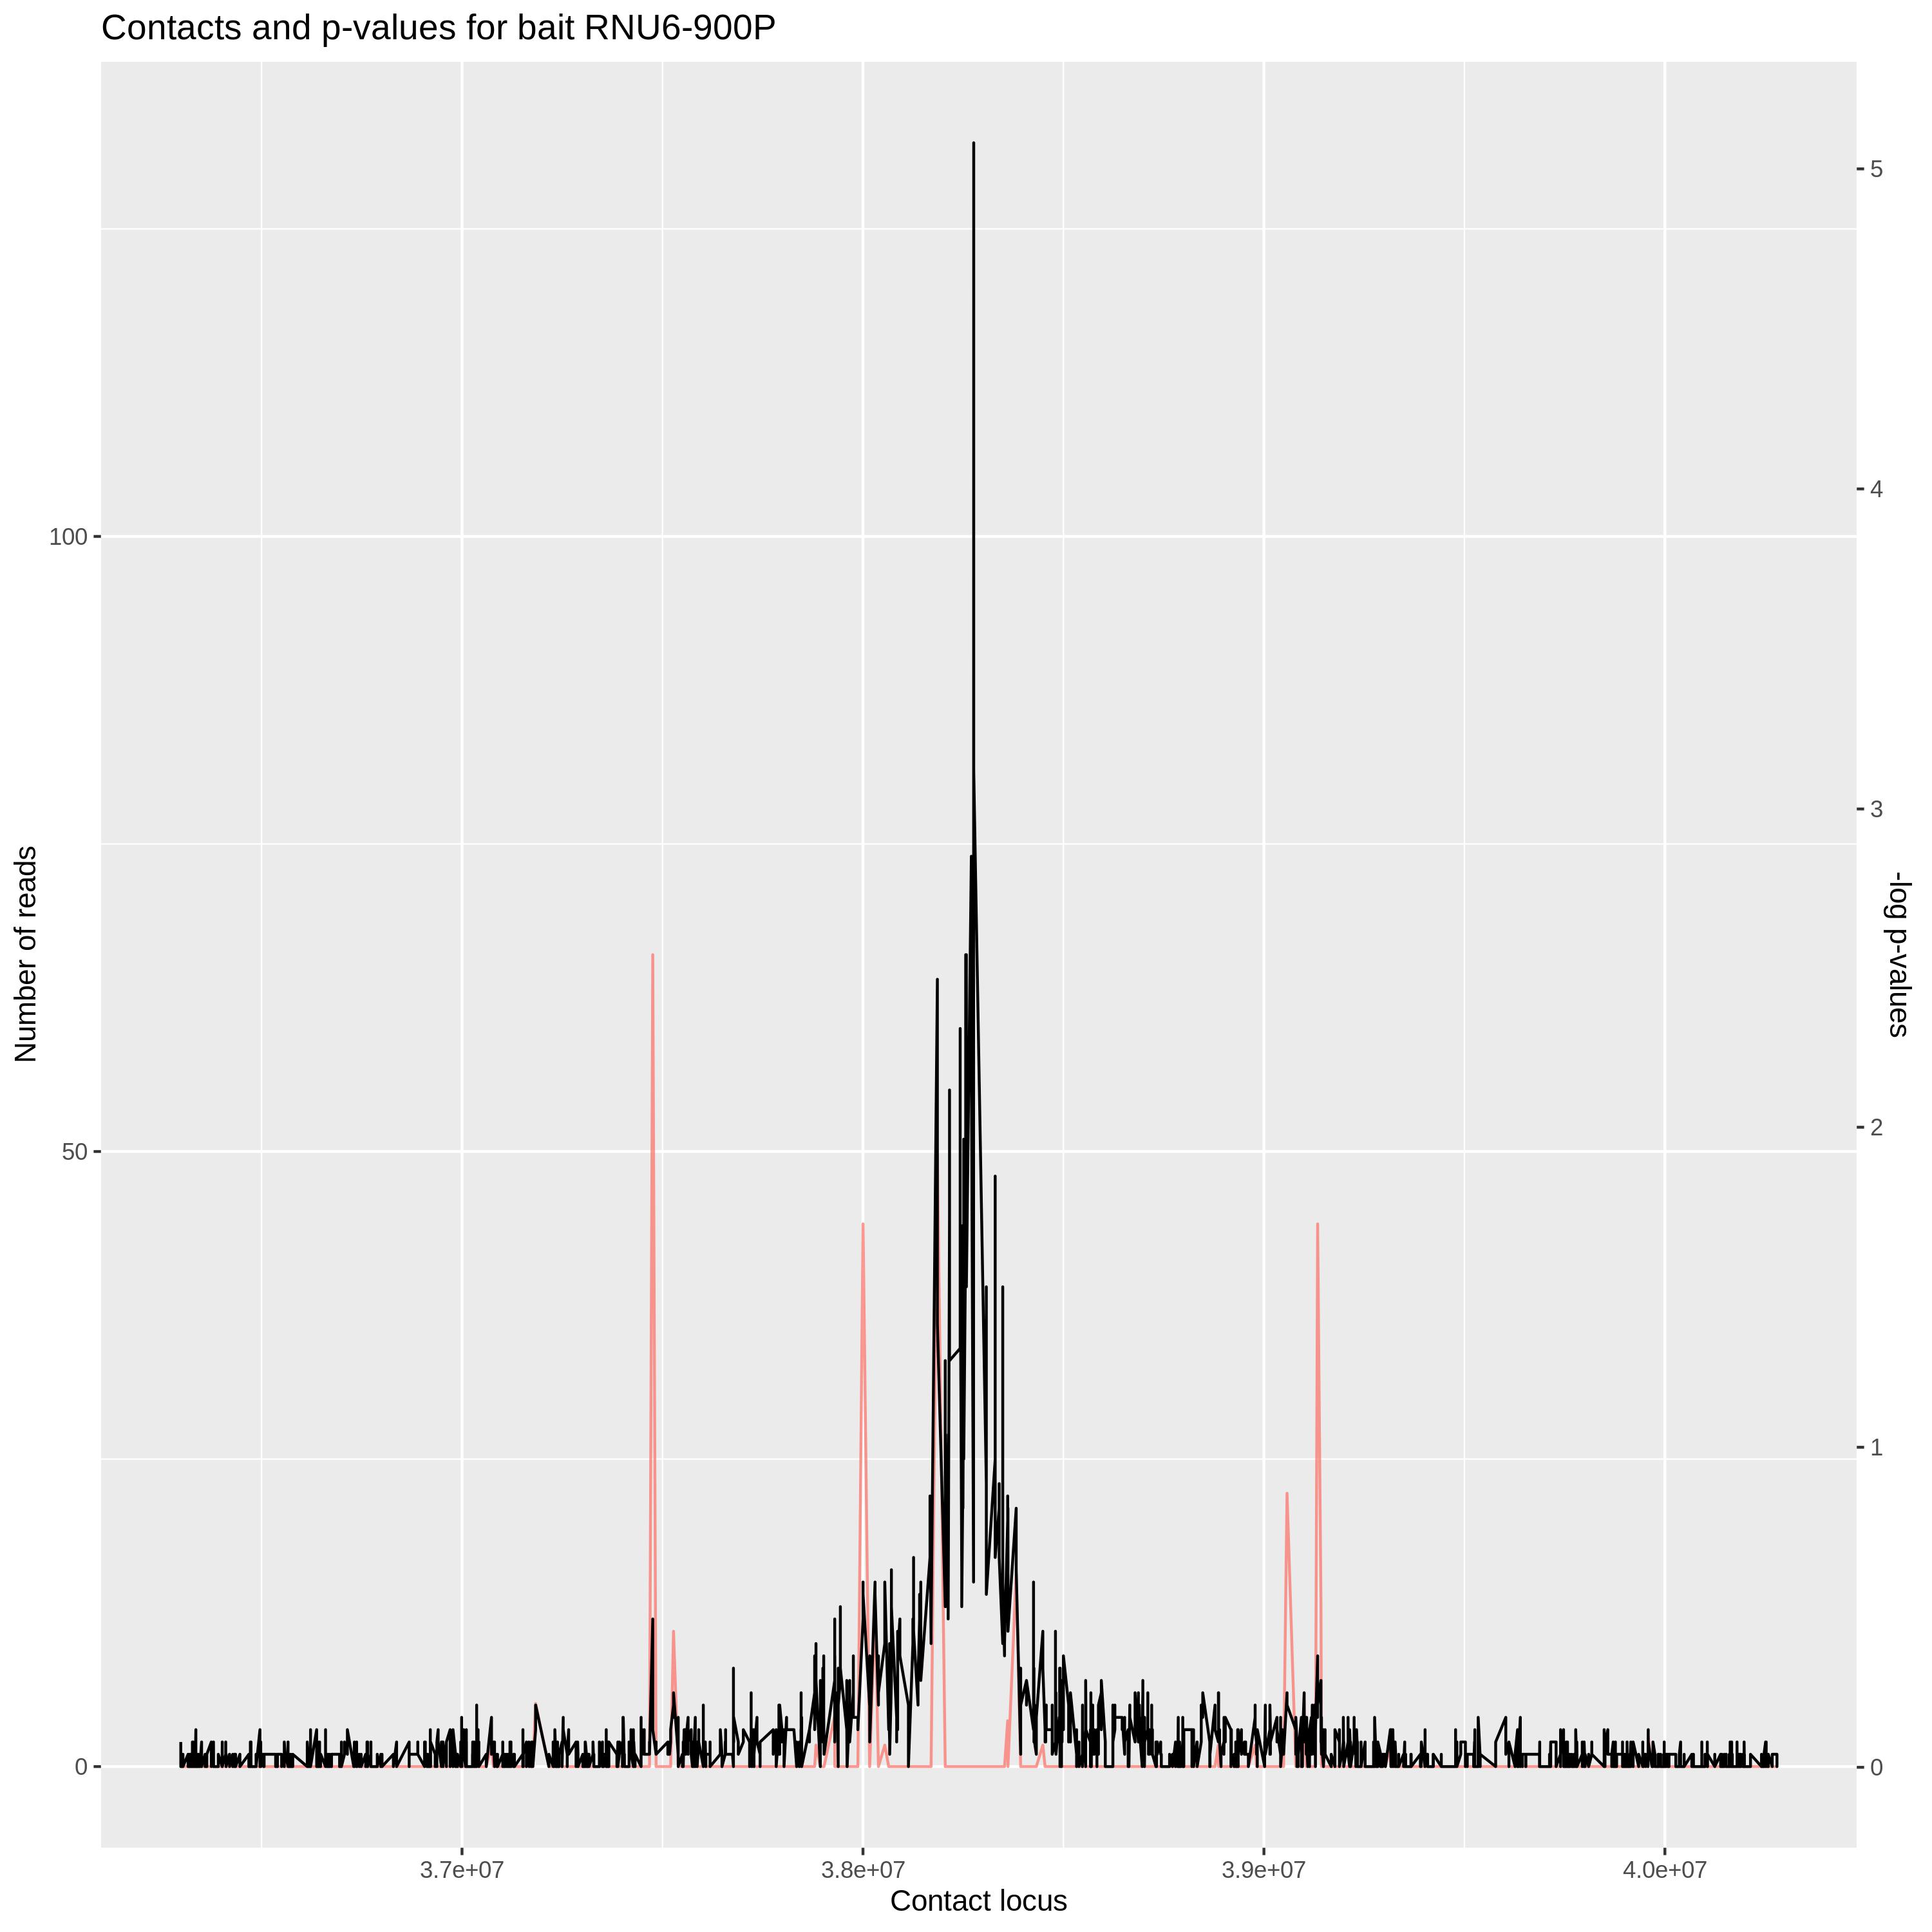 Contacts and p-values for bait RNU6-900P
Number of reads
100
50
0
5
4
3
2
1
0
-log p-values
3.7e+07
3.8e+07
3.9e+07
4.0e+07
Contact locus